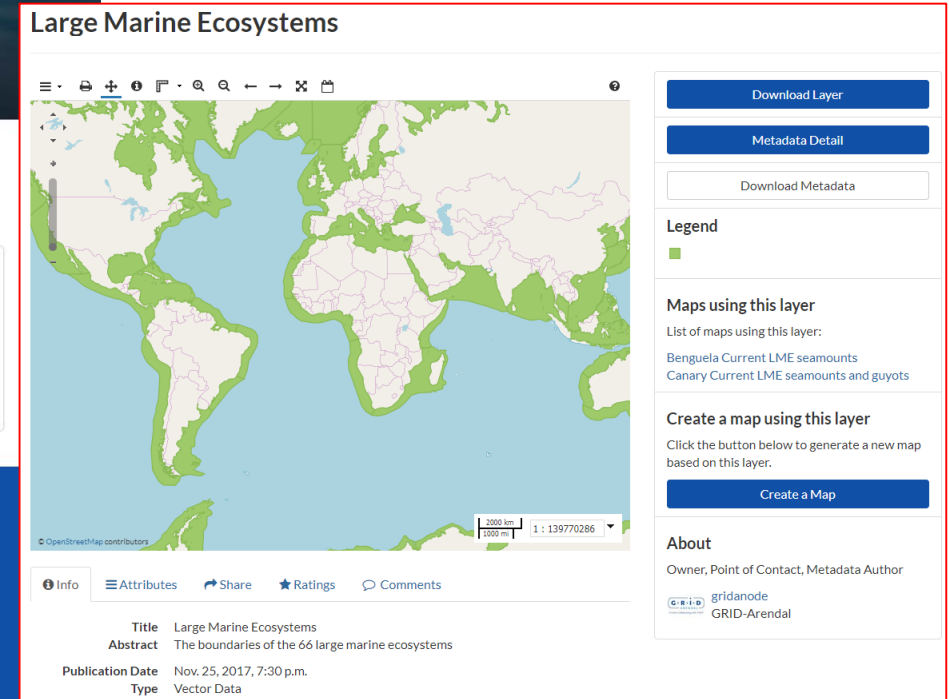 Large Marine Ecosystems
2000 km
1000 mi
1 : 139770286
© OpenStreetMap contributors
Info
Attributes
Share
Ratings
Comments
Title Large Marine Ecosystems
Abstract The boundaries of the 66 large marine ecosystems
Publication Date Nov. 25, 2017, 7:30 p.m.
Type Vector Data
Download Layer
Metadata Detail
Download Metadata
Legend
Maps using this layer
List of maps using this layer:
Benguela Current LME seamounts
Canary Current LME seamounts and guyots
Create a map using this layer
Click the button below to generate a new map
based on this layer.
Create a Map
About
Owner, Point of Contact, Metadata Author
G R I D
gridanode
GRID-Arendal